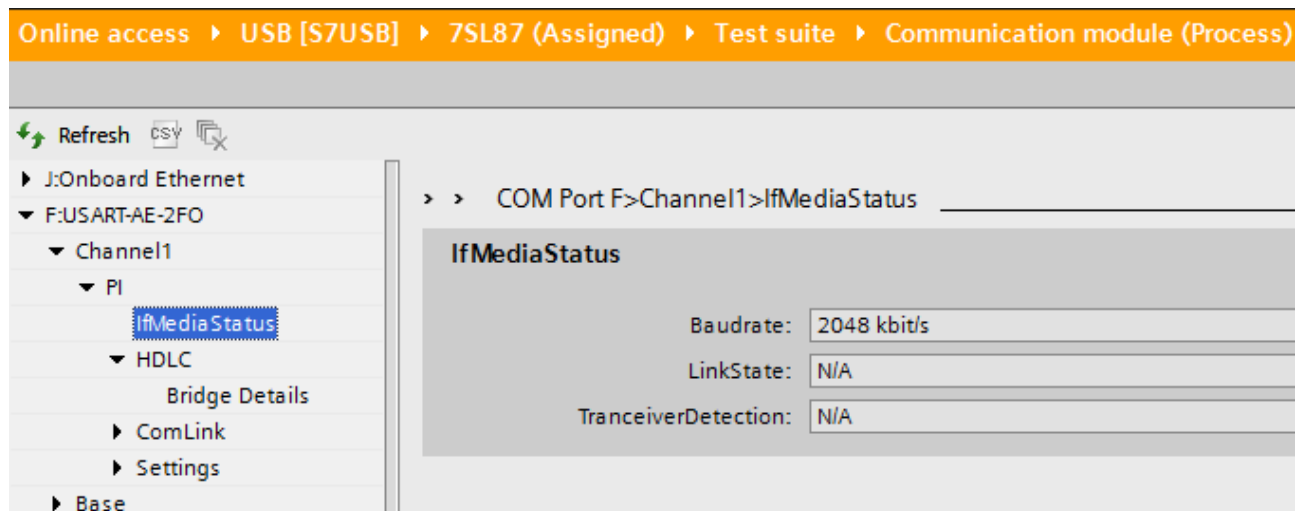 Online access ▸ USB [S7USB] ▸ 7SL87 (Assigned) ▸ Test suite ▸ Communication module (Process)
Refresh CSV
J:Onboard Ethernet
F:USART-AE-2FO
Channel1
PI
IfMediaStatus
HDLC
Bridge Details
ComLink
Settings
Base
> > COM Port F>Channel1>IfMediaStatus
IfMediaStatus
Baudrate: 2048 kbit/s
LinkState: N/A
TranceiverDetection: N/A